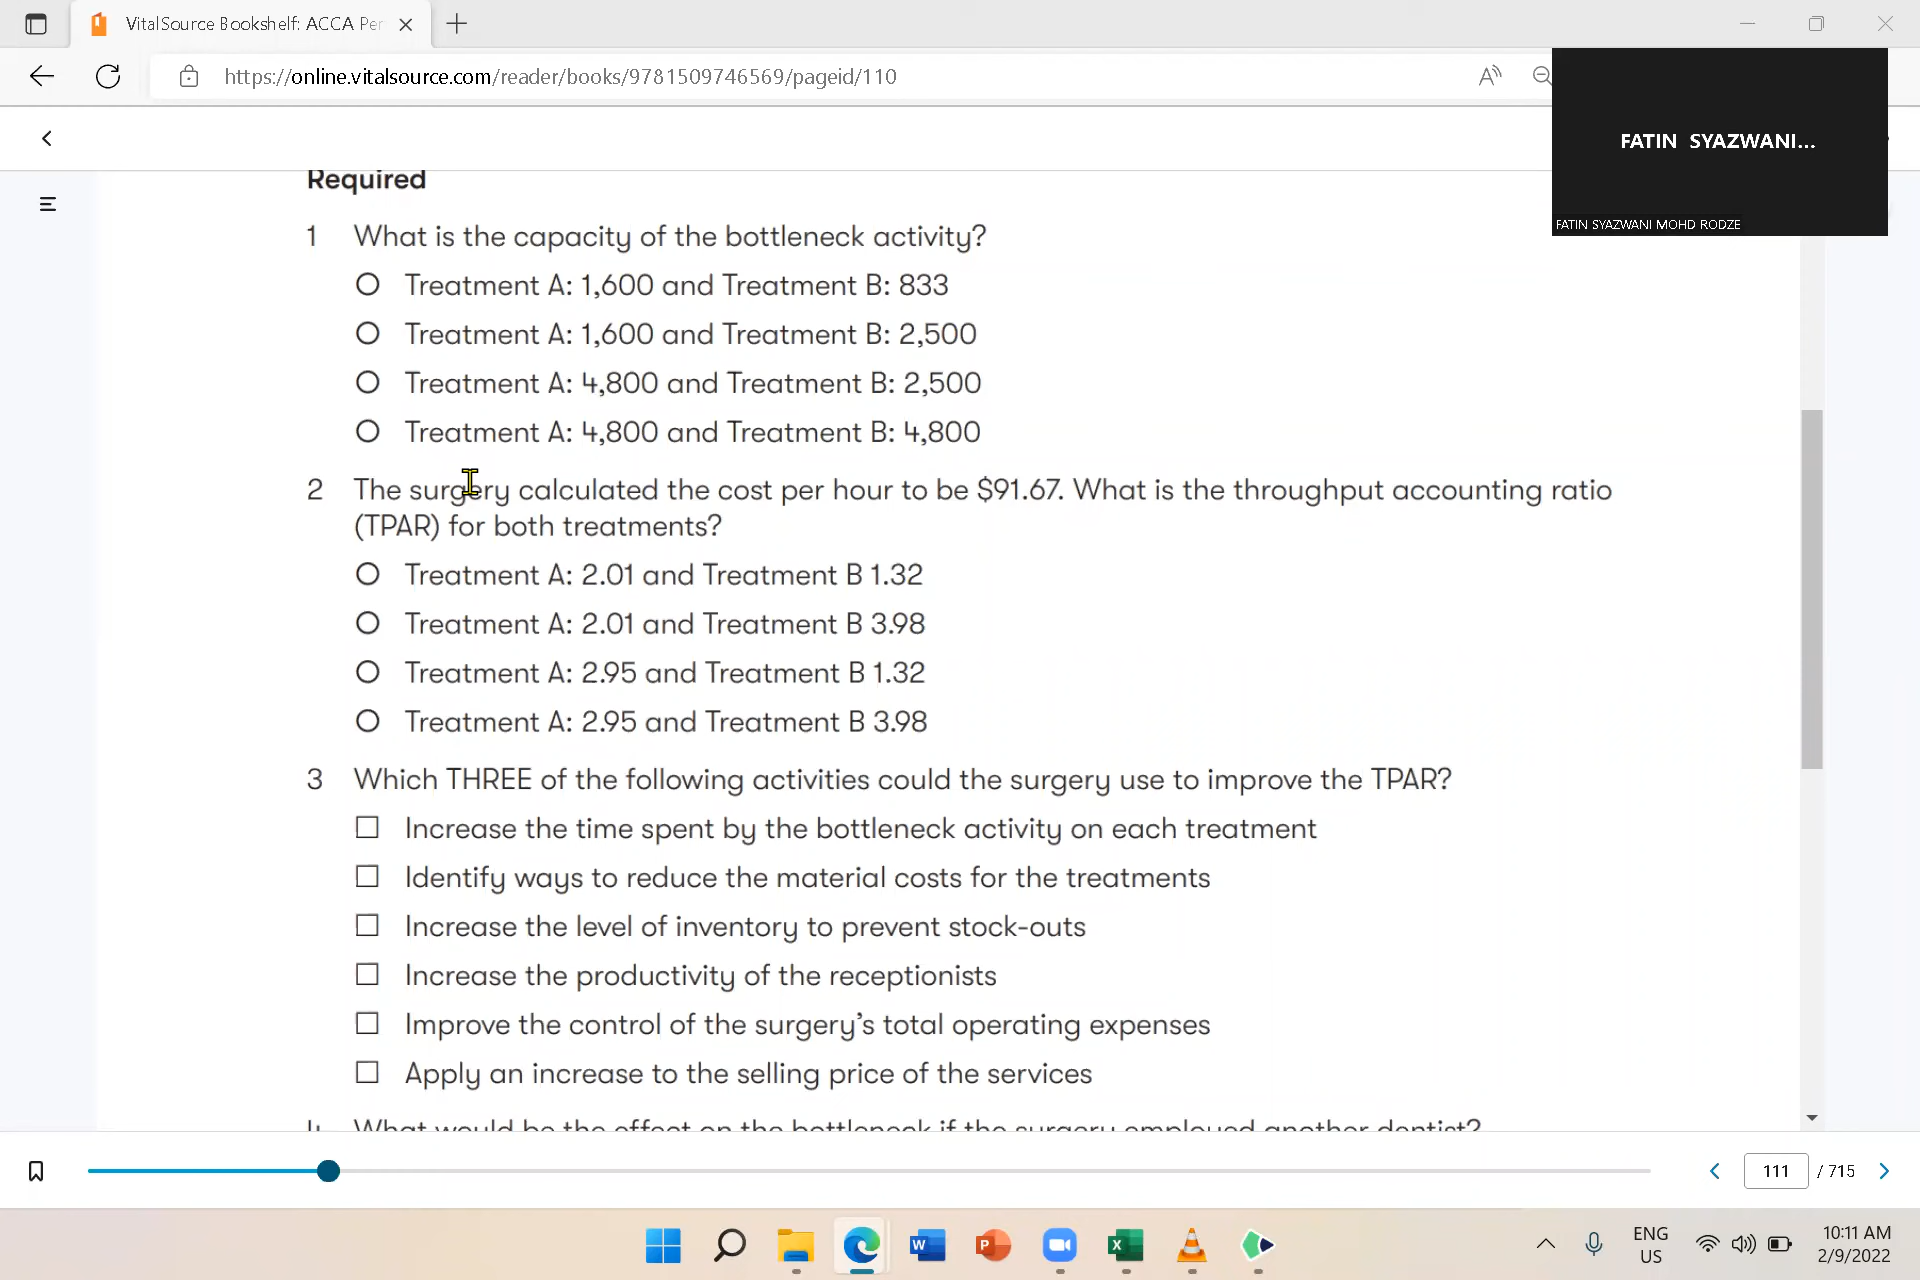 VitalSource Bookshelf: ACCA Per
https://online.vitalsource.com/reader/books/9781509746569/pageid/110
FATIN SYAZWANI...
FATIN SYAZWANI MOHD RODZE
Required
1 What is the capacity of the bottleneck activity?
Treatment A: 1,600 and Treatment B: 833
Treatment A: 1,600 and Treatment B: 2,500
Treatment A: 4,800 and Treatment B: 2,500
Treatment A: 4,800 and Treatment B: 4,800
2 The surgery calculated the cost per hour to be $91.67. What is the throughput accounting ratio
(TPAR) for both treatments?
Treatment A: 2.01 and Treatment B 1.32
Treatment A: 2.01 and Treatment B 3.98
Treatment A: 2.95 and Treatment B 1.32
Treatment A: 2.95 and Treatment B 3.98
3 Which THREE of the following activities could the surgery use to improve the TPAR?
Increase the time spent by the bottleneck activity on each treatment
Identify ways to reduce the material costs for the treatments
Increase the level of inventory to prevent stock-outs
Increase the productivity of the receptionists
Improve the control of the surgery's total operating expenses
Apply an increase to the selling price of the services
4 What would be the effect on the bottleneck if the surgery employed another dentist?
111 / 715
ENG
US
10:11 AM
2/9/2022